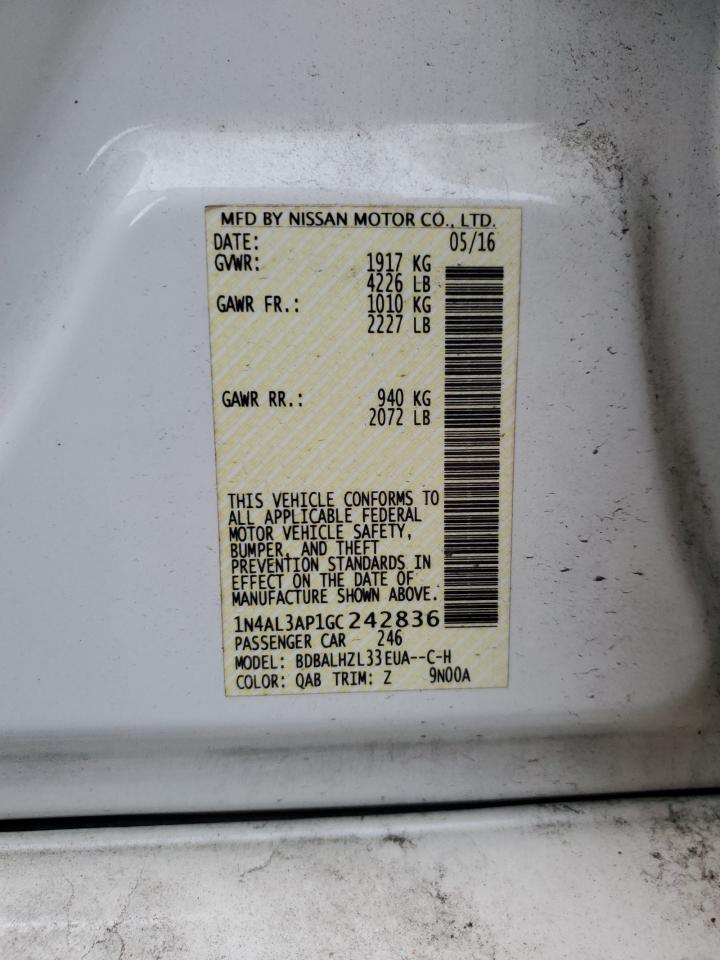 MFD BY NISSAN MOTOR CO., LTD.
DATE: 05/16
GVWR: 1917 KG
4226 LB
GAWR FR.: 1010 KG
2227 LB
GAWR RR.: 940 KG
2072 LB
THIS VEHICLE CONFORMS TO
ALL APPLICABLE FEDERAL
MOTOR VEHICLE SAFETY,
BUMPER, AND THEFT
PREVENTION STANDARDS IN
EFFECT ON THE DATE OF
MANUFACTURE SHOWN ABOVE.
1N4AL3AP1GC242836
PASSENGER CAR 246
MODEL: BDBALHZL33EUA--C-H
COLOR: QAB TRIM: Z 9N00A